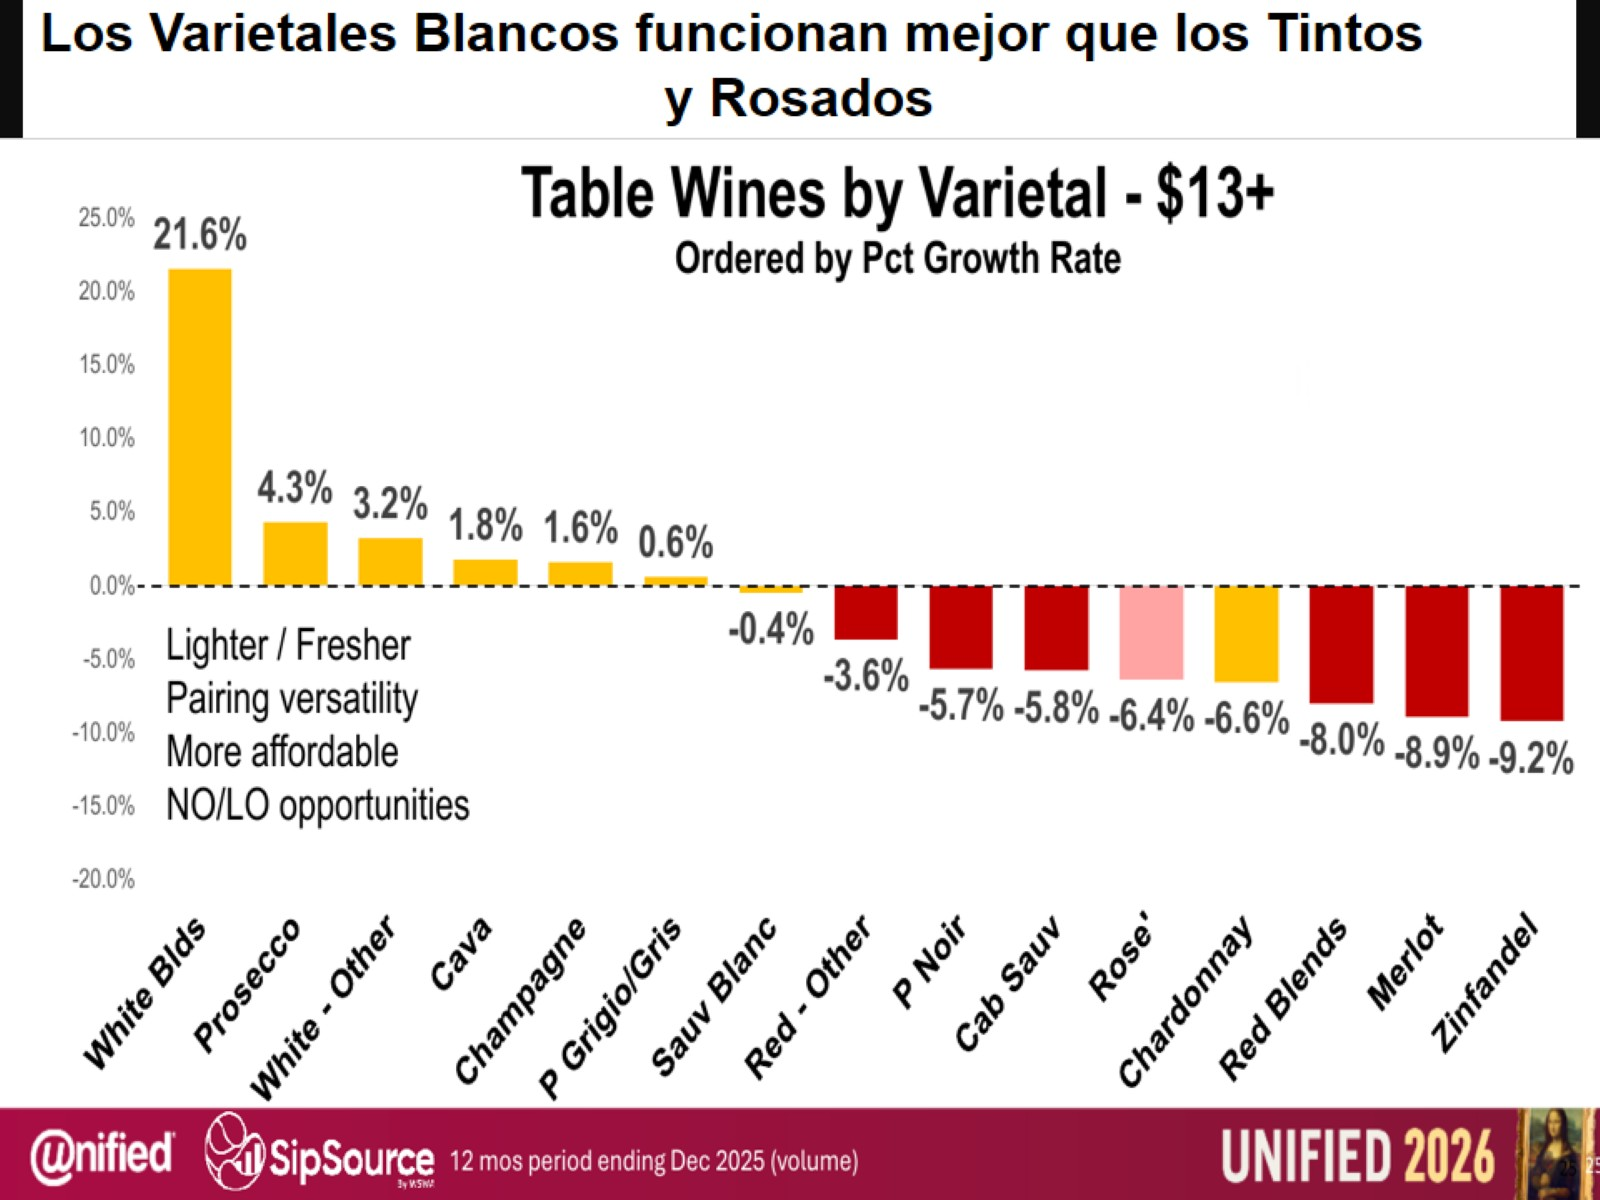 Los Varietales Blancos funcionan mejor que los Tintos
y Rosados
Table Wines by Varietal - $13+
Ordered by Pct Growth Rate
25.0%
20.0%
15.0%
10.0%
5.0%
0.0%
-5.0%
-10.0%
-15.0%
-20.0%
21.6%
4.3%
3.2%
1.8%
1.6%
0.6%
-0.4%
-3.6%
-5.7%
-5.8%
-6.4%
-6.6%
-8.0%
-8.9%
-9.2%
Lighter / Fresher
Pairing versatility
More affordable
NO/LO opportunities
White Blds
Prosecco
White - Other
Cava
Champagne
P Grigio/Gris
Sauv Blanc
Red - Other
P Noir
Cab Sauv
Rose'
Chardonnay
Red Blends
Merlot
Zinfandel
unified
SipSource
By WSWA
12 mos period ending Dec 2025 (volume)
UNIFIED 2026